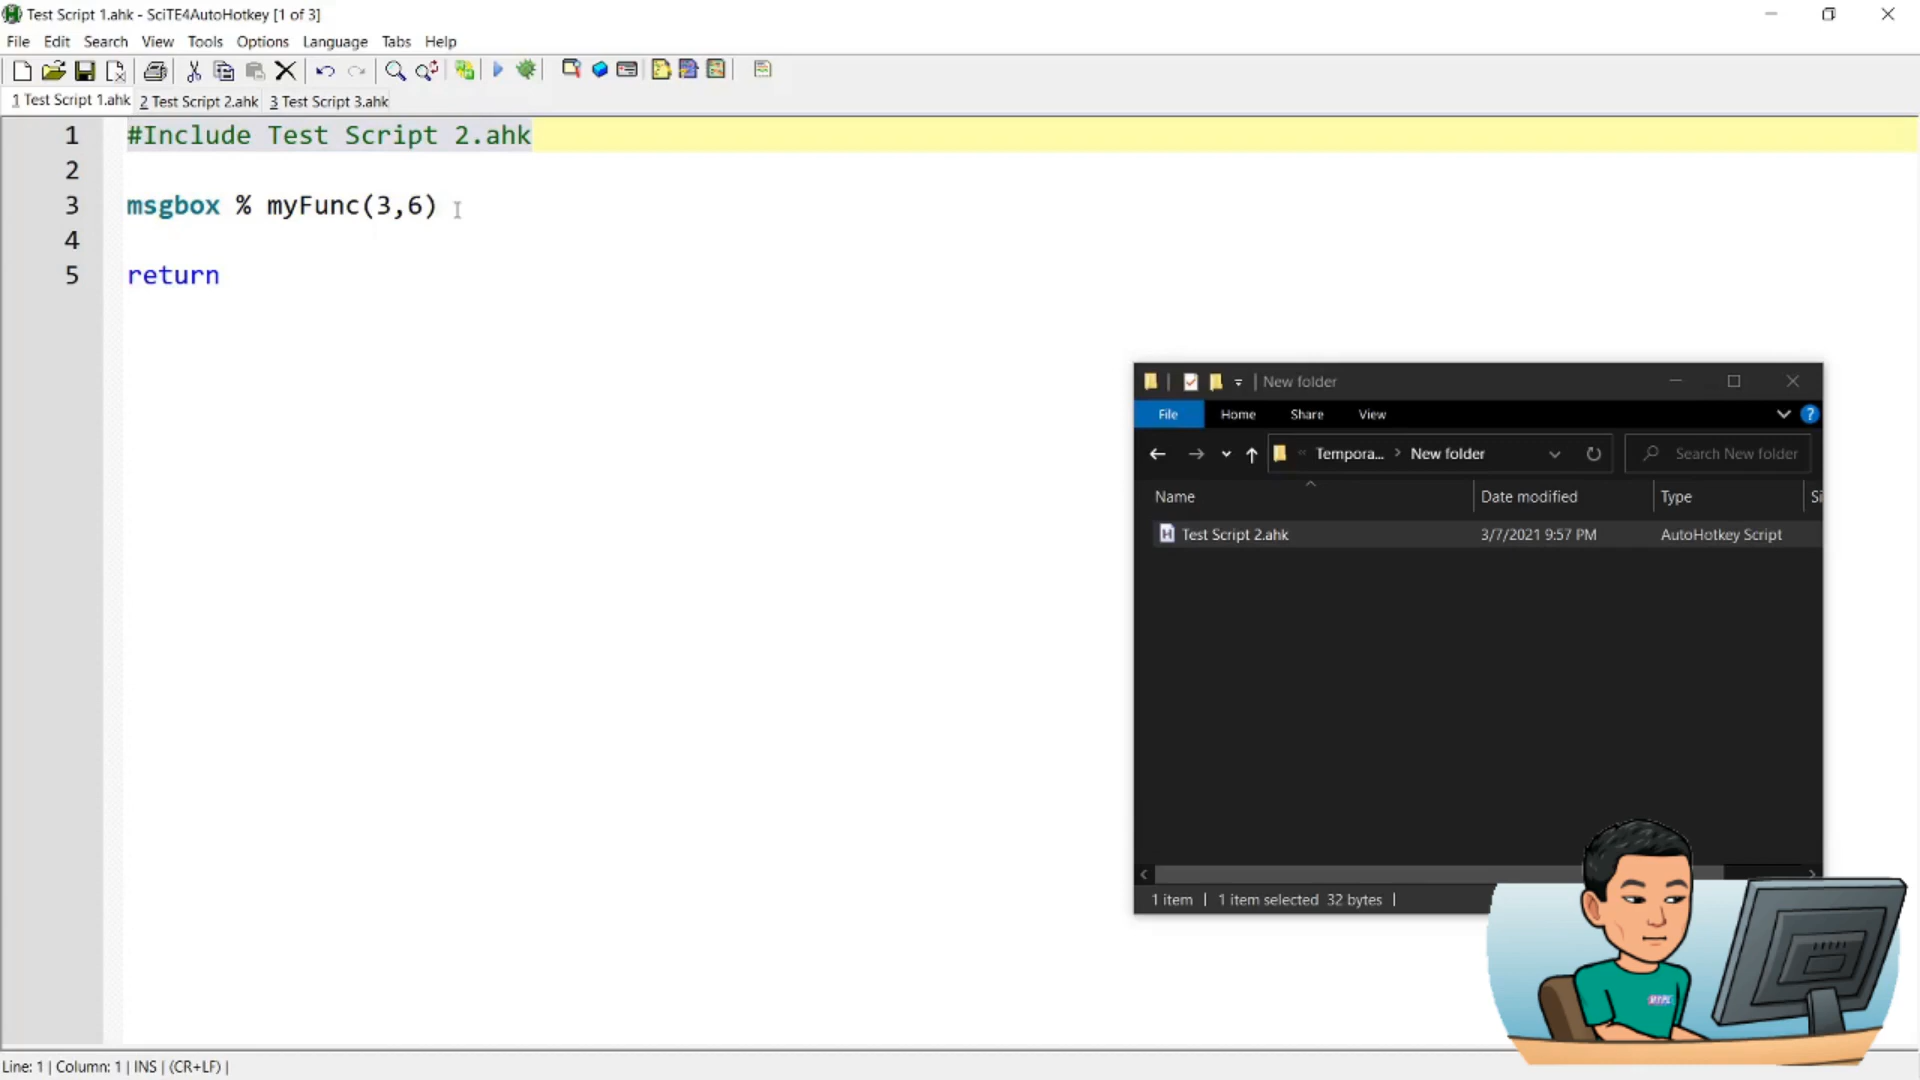 Test Script 1.ahk - SciTE4AutoHotkey [1 of 3]
File Edit Search View Tools Options Language Tabs Help
1 Test Script 1.ahk 2 Test Script 2.ahk 3 Test Script 3.ahk
1 #Include Test Script 2.ahk
2
3 msgbox % myFunc(3,6)
4
5 return
New folder
File Home Share View
Tempora... New folder Search New folder
Name Date modified Type Si
Test Script 2.ahk 3/7/2021 9:57 PM AutoHotkey Script
1 item 1 item selected 32 bytes
Line: 1 | Column: 1 | INS | (CR+LF) |